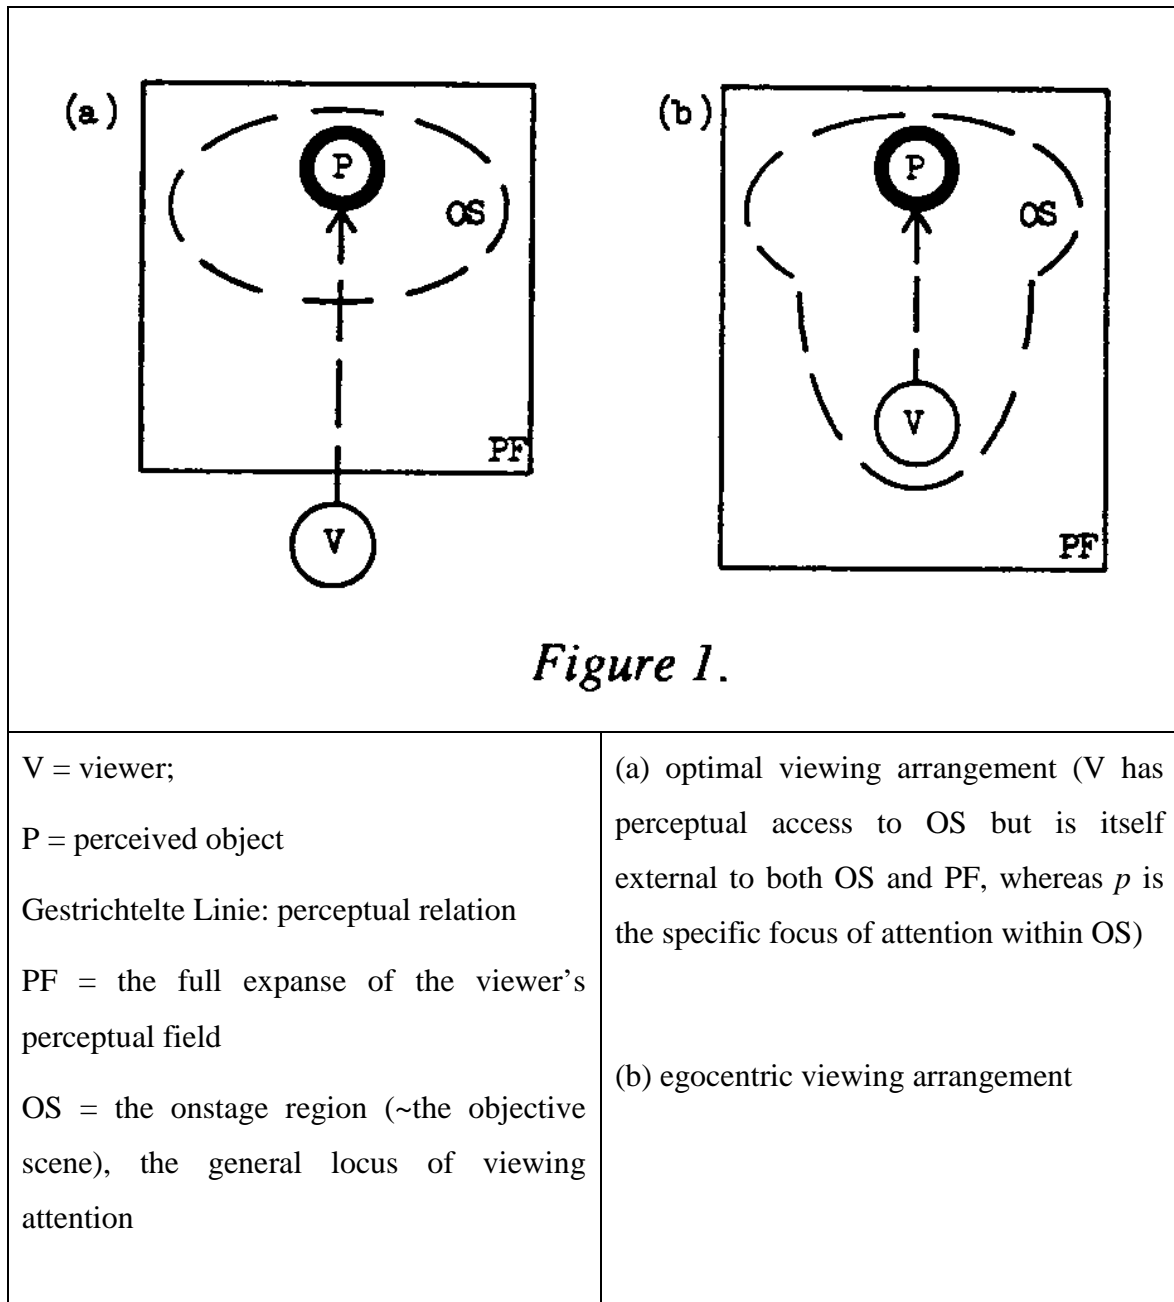 (a)
P
OS
PF
V
(b)
P
OS
V
PF
Figure 1.
V = viewer;
P = perceived object
Gestrichtelte Linie: perceptual relation
PF = the full expanse of the viewer's
perceptual field
OS = the onstage region (~the objective
scene), the general locus of viewing
attention
(a) optimal viewing arrangement (V has
perceptual access to OS but is itself
external to both OS and PF, whereas p is
the specific focus of attention within OS)
(b) egocentric viewing arrangement